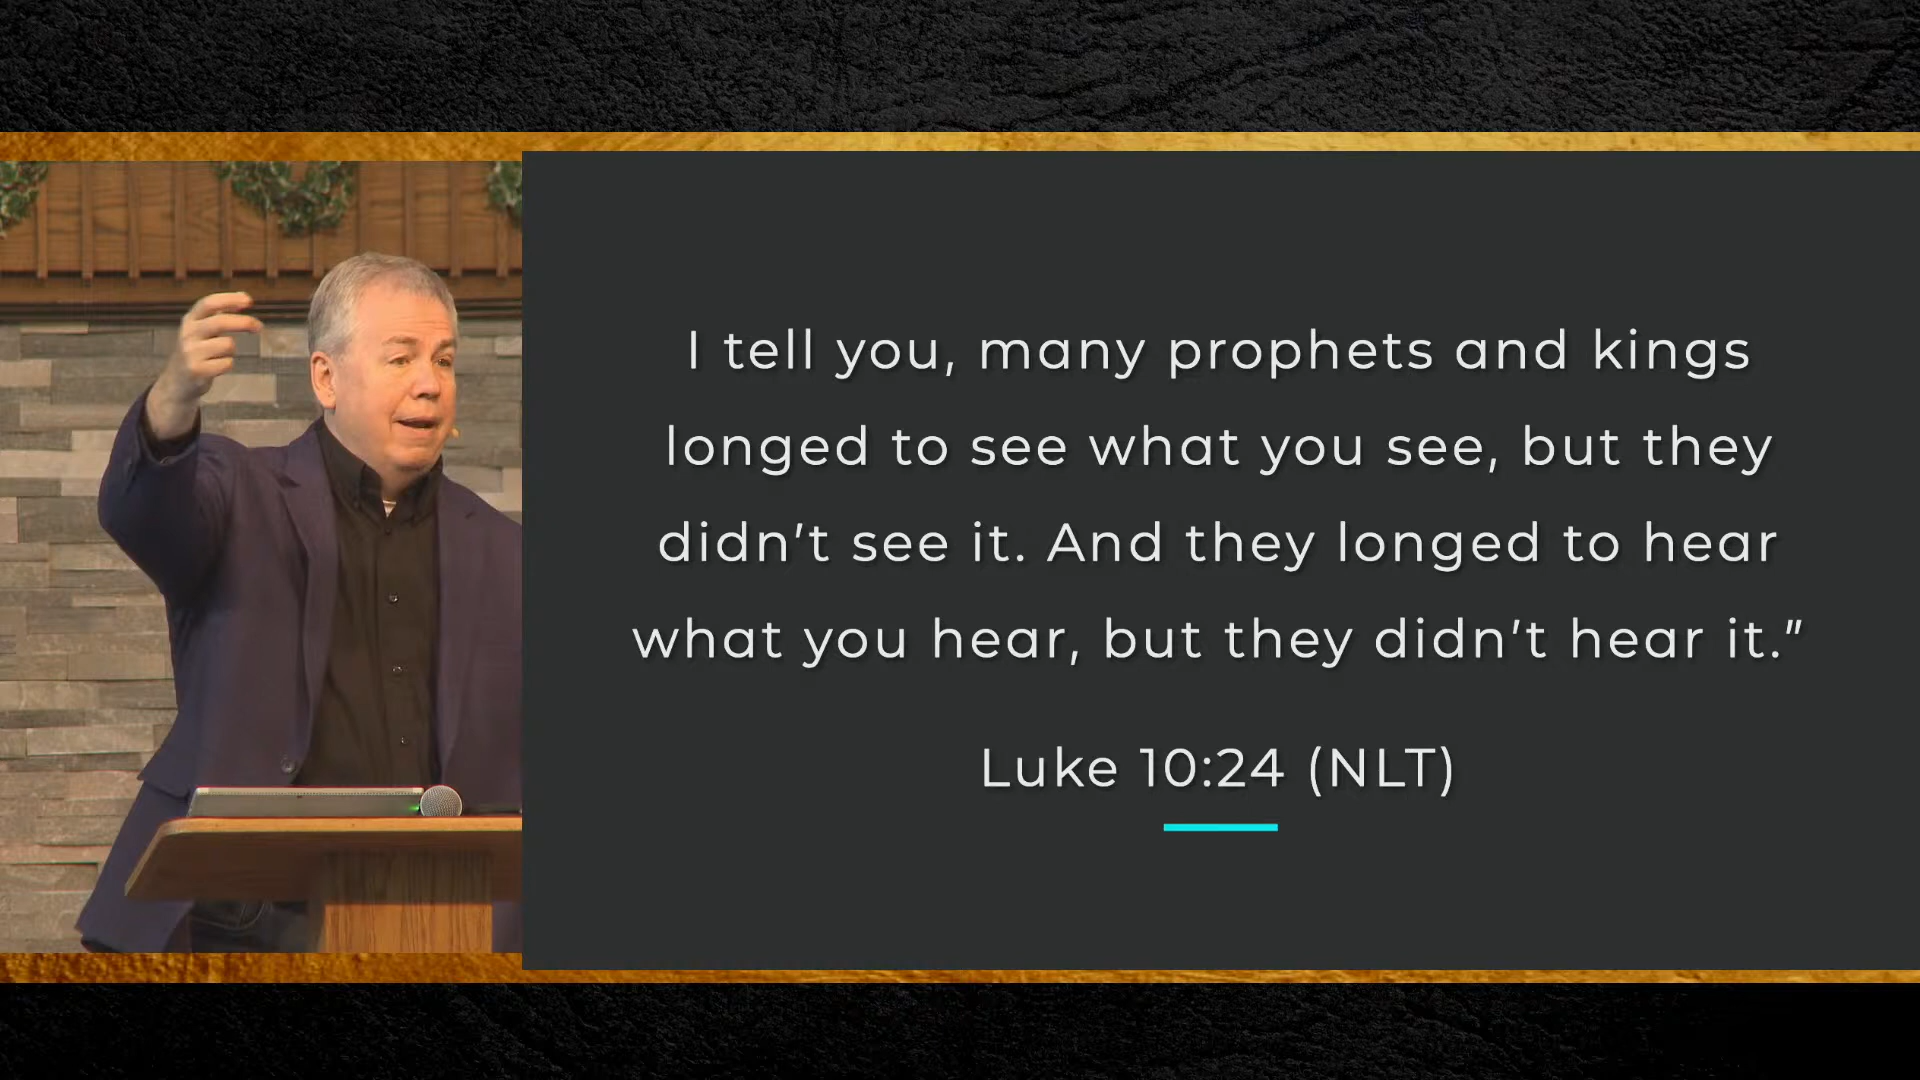 I tell you, many prophets and kings
longed to see what you see, but they
didn’t see it. And they longed to hear
what you hear, but they didn’t hear it.”
Luke 10:24 (NLT)